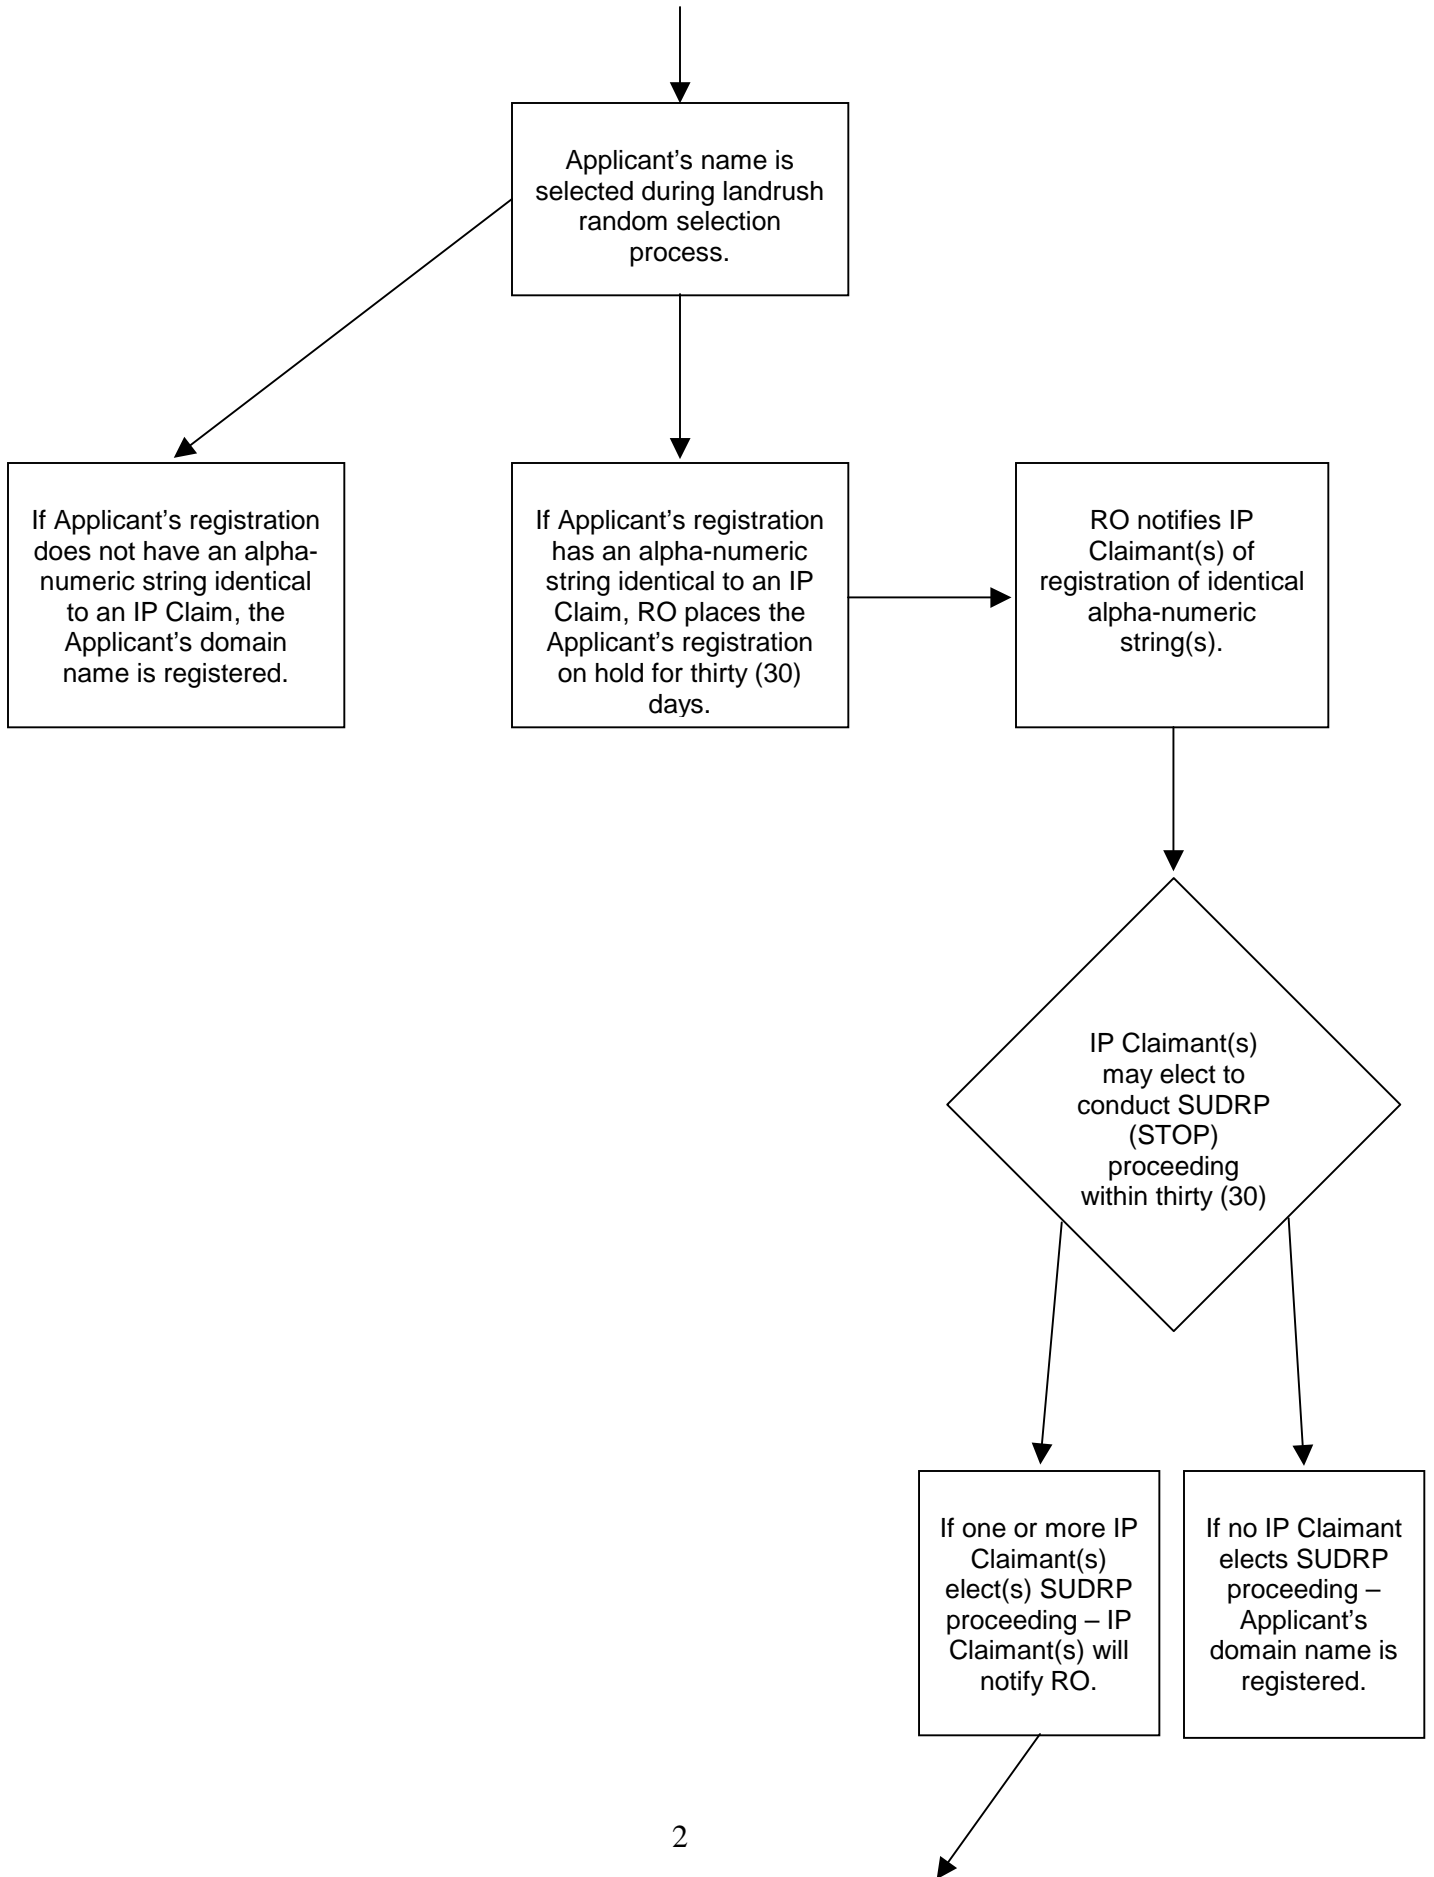 Applicant’s name is
selected during landrush
random selection
process.
If Applicant’s registration
does not have an alpha-
numeric string identical
to an IP Claim, the
Applicant’s domain
name is registered.
If Applicant’s registration
has an alpha-numeric
string identical to an IP
Claim, RO places the
Applicant’s registration
on hold for thirty (30)
days.
RO notifies IP
Claimant(s) of
registration of identical
alpha-numeric
string(s).
IP Claimant(s)
may elect to
conduct SUDRP
(STOP)
proceeding
within thirty (30)
If one or more IP
Claimant(s)
elect(s) SUDRP
proceeding – IP
Claimant(s) will
notify RO.
If no IP Claimant
elects SUDRP
proceeding –
Applicant’s
domain name is
registered.
2